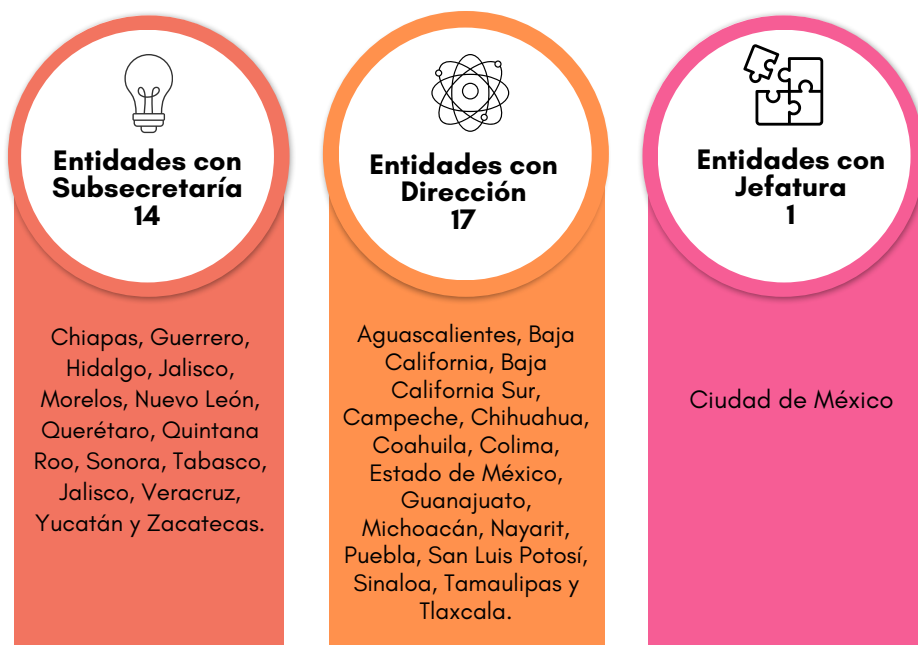 Entidades con
Subsecretaría
14
Chiapas, Guerrero,
Hidalgo, Jalisco,
Morelos, Nuevo León,
Querétaro, Quintana
Roo, Sonora, Tabasco,
Jalisco, Veracruz,
Yucatán y Zacatecas.
Entidades con
Dirección
17
Aguascalientes, Baja
California, Baja
California Sur,
Campeche, Chihuahua,
Coahuila, Colima,
Estado de México,
Guanajuato,
Michoacán, Nayarit,
Puebla, San Luis Potosí,
Sinaloa, Tamaulipas y
Tlaxcala.
Entidades con
Jefatura
1
Ciudad de México